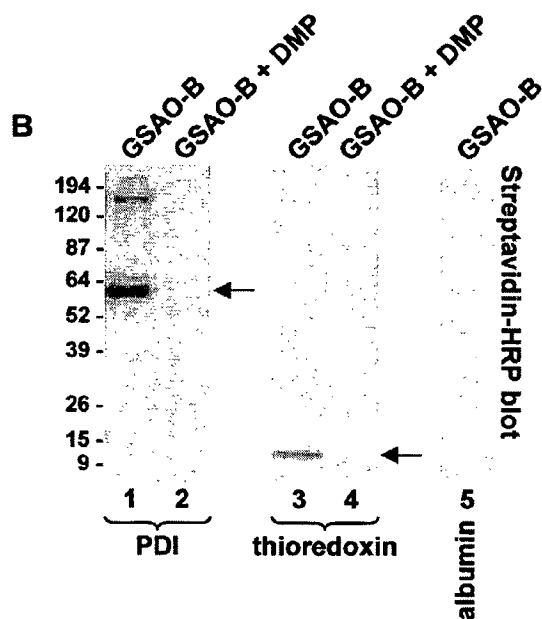 B
GSAO-B
GSAO-B + DMP
GSAO-B
GSAO-B + DMP
GSAO-B
194 -
120 -
87 -
64 -
52 -
39 -
26 -
15 -
9 -
Streptavidin-HRP blot
1 2 3 4 5
PDI thioredoxin albumin